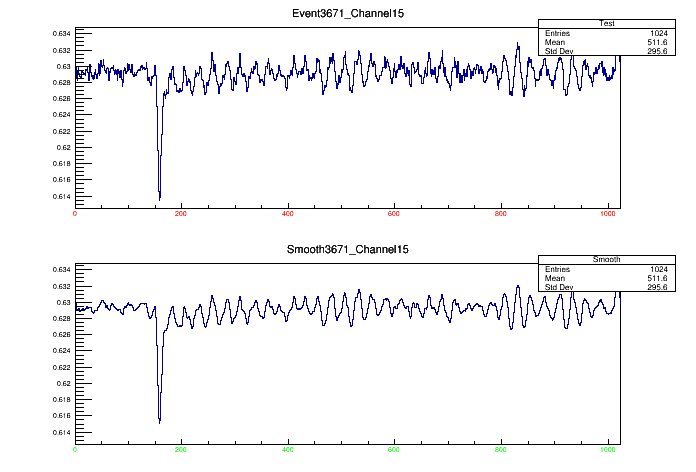 Event3671_Channel15
Test
Entries 1024
Mean 511.6
Std Dev 295.6
0.634
0.632
0.63
0.628
0.626
0.624
0.622
0.62
0.618
0.616
0.614
0 200 400 600 800 1000
Smooth3671_Channel15
Smooth
Entries 1024
Mean 511.6
Std Dev 295.6
0.634
0.632
0.63
0.628
0.626
0.624
0.622
0.62
0.618
0.616
0.614
0 200 400 600 800 1000